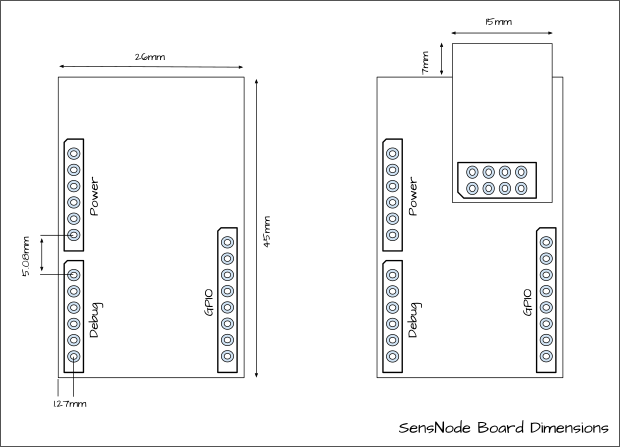 26mm
15mm
7mm
Power
Power
45mm
5.08mm
Debug
GPIO
Debug
GPIO
1.27mm
SensNode Board Dimensions